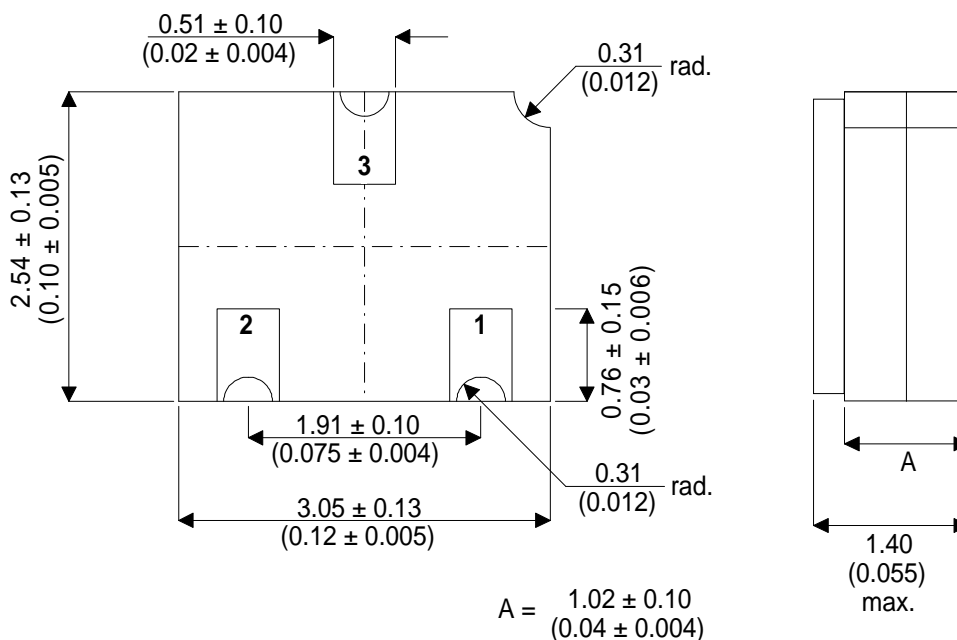 0.51 ± 0.10
(0.02 ± 0.004)
0.31
(0.012)
rad.
3
2.54 ± 0.13
(0.10 ± 0.005)
2
1
0.76 ± 0.15
(0.03 ± 0.006)
1.91 ± 0.10
(0.075 ± 0.004)
0.31
(0.012)
rad.
3.05 ± 0.13
(0.12 ± 0.005)
A
1.40
(0.055)
max.
A =
1.02 ± 0.10
(0.04 ± 0.004)